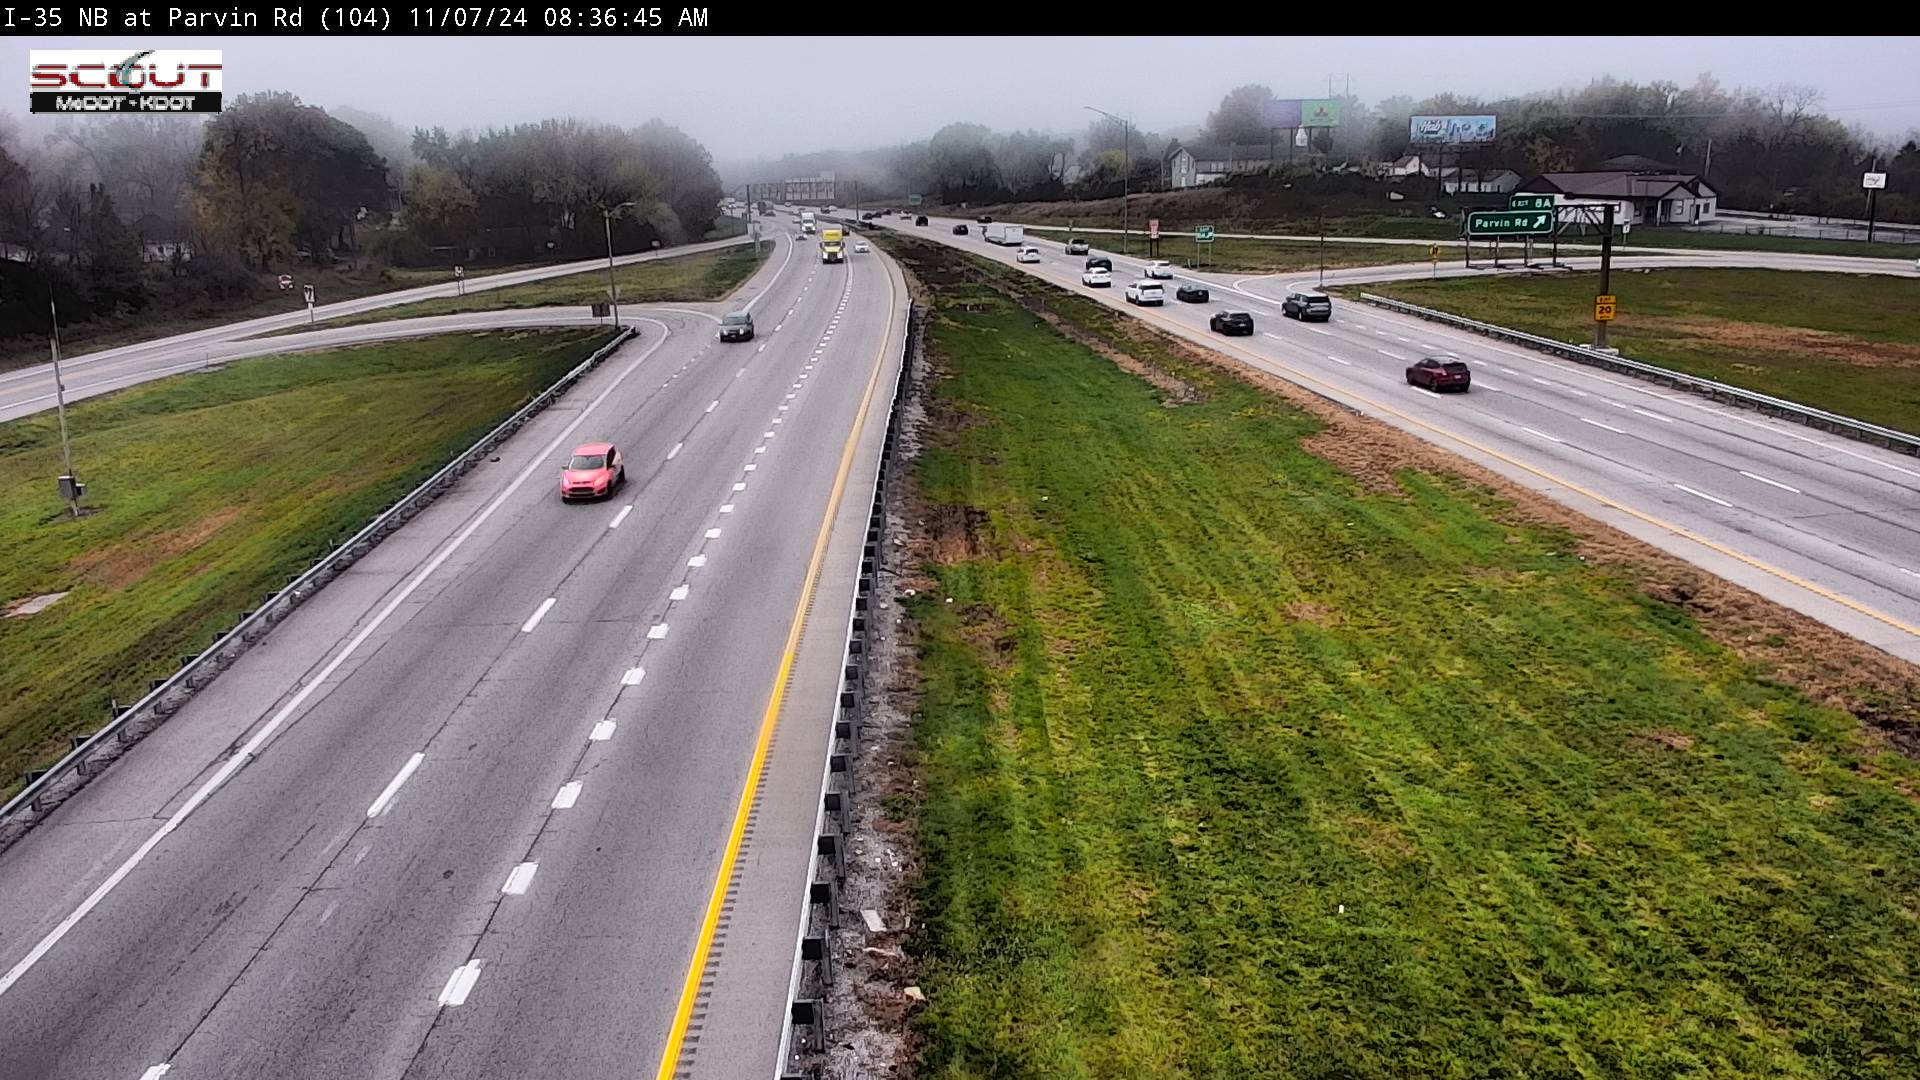 I-35 NB at Parvin Rd (104) 11/07/24 08:36:45 AM
SCOUT
MoDOT - KDOT
EXIT 8A
Parvin Rd
EXIT
20